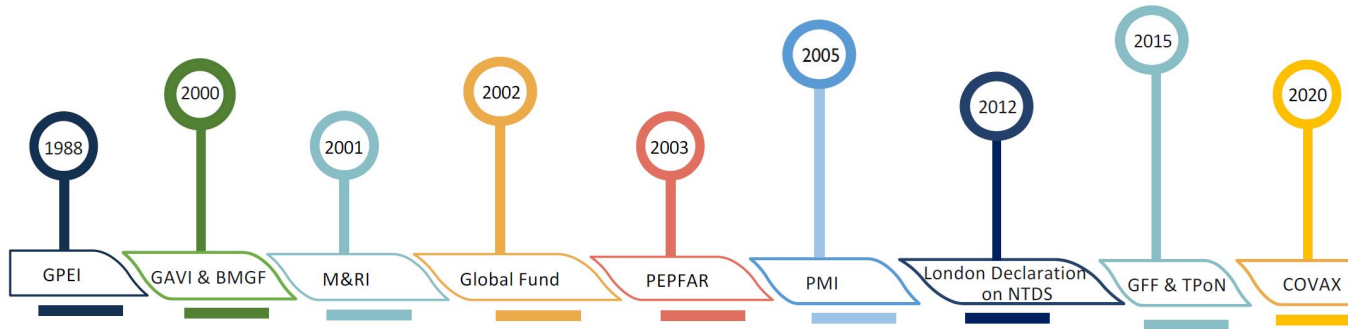 1988
2000
2001
2002
2003
2005
2012
2015
2020
GPEI
GAVI & BMGF
M&RI
Global Fund
PEPFAR
PMI
London Declaration
on NTDS
GFF & TPoN
COVAX